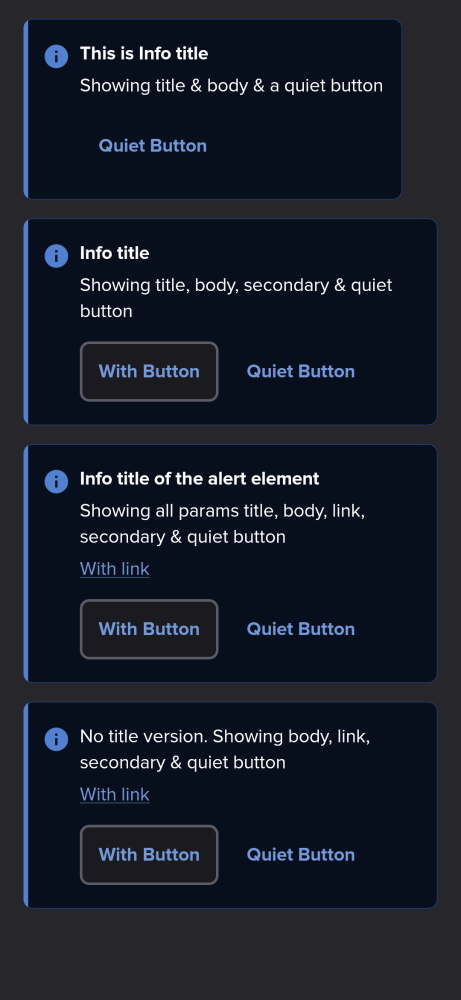 This is Info title
Showing title & body & a quiet button
Quiet Button
Info title
Showing title, body, secondary & quiet
button
With Button
Quiet Button
Info title of the alert element
Showing all params title, body, link,
secondary & quiet button
With link
With Button
Quiet Button
No title version. Showing body, link,
secondary & quiet button
With link
With Button
Quiet Button